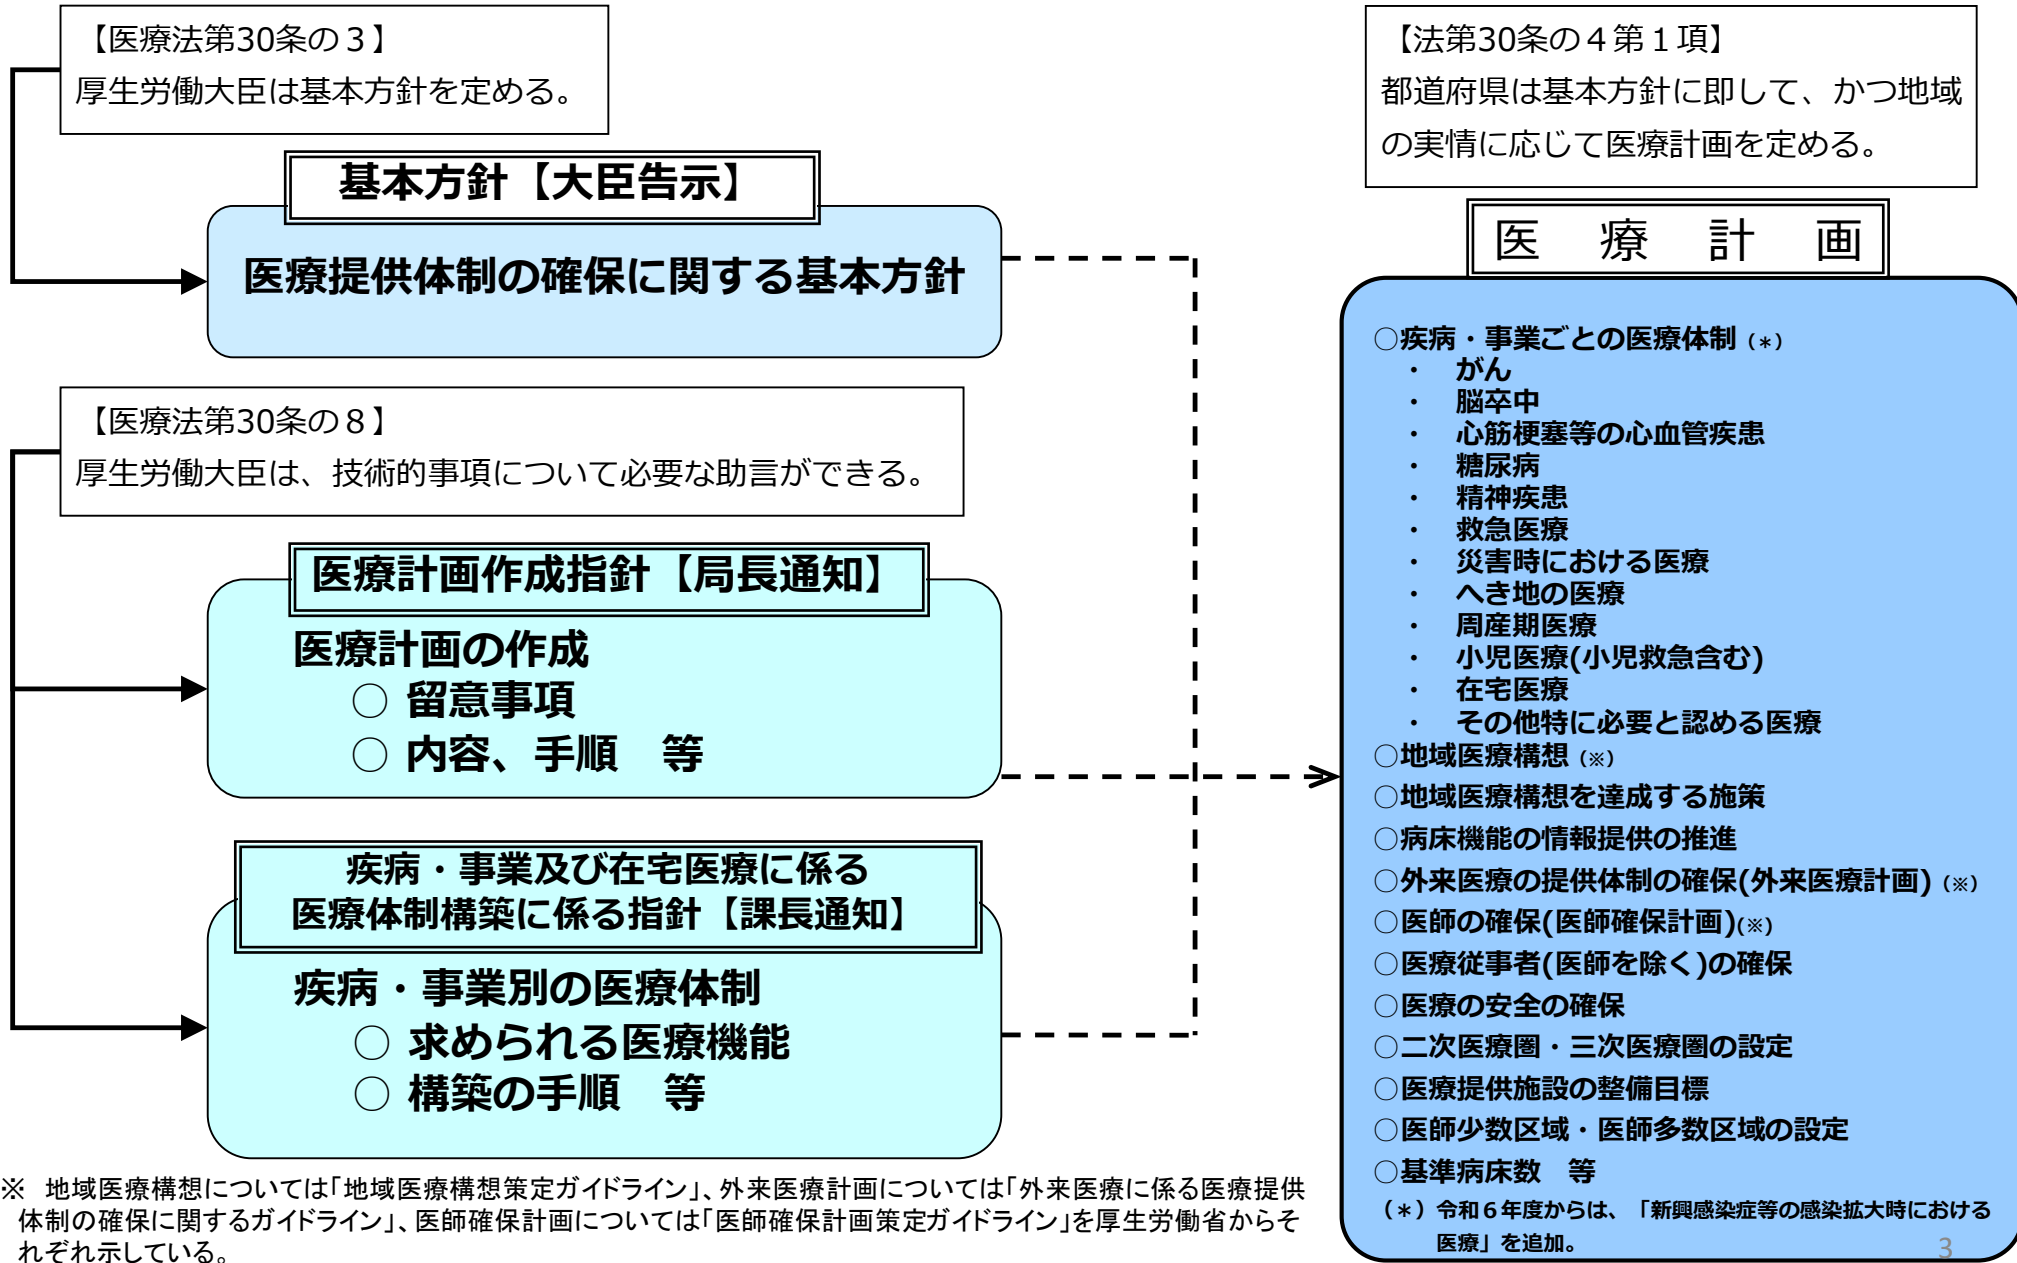 【医療法第30条の３】
厚生労働大臣は基本方針を定める。
基本方針【大臣告示】
医療提供体制の確保に関する基本方針
【医療法第30条の８】
厚生労働大臣は、技術的事項について必要な助言ができる。
医療計画作成指針【局長通知】
医療計画の作成
○ 留意事項
○ 内容、手順　等
疾病・事業及び在宅医療に係る
医療体制構築に係る指針【課長通知】
疾病・事業別の医療体制
○ 求められる医療機能
○ 構築の手順　等
※　地域医療構想については「地域医療構想策定ガイドライン」、外来医療計画については「外来医療に係る医療提供
体制の確保に関するガイドライン」、医師確保計画については「医師確保計画策定ガイドライン」を厚生労働省からそ
れぞれ示している。
【法第30条の４第１項】
都道府県は基本方針に即して、かつ地域
の実情に応じて医療計画を定める。
医　療　計　画
○疾病・事業ごとの医療体制（＊）
・　がん
・　脳卒中
・　心筋梗塞等の心血管疾患
・　糖尿病
・　精神疾患
・　救急医療
・　災害時における医療
・　へき地の医療
・　周産期医療
・　小児医療(小児救急含む)
・　在宅医療
・　その他特に必要と認める医療
○地域医療構想（※）
○地域医療構想を達成する施策
○病床機能の情報提供の推進
○外来医療の提供体制の確保(外来医療計画)（※）
○医師の確保(医師確保計画)(※)
○医療従事者(医師を除く)の確保
○医療の安全の確保
○二次医療圏・三次医療圏の設定
○医療提供施設の整備目標
○医師少数区域・医師多数区域の設定
○基準病床数　等
（＊）令和６年度からは、「新興感染症等の感染拡大時における
医療」を追加。
3